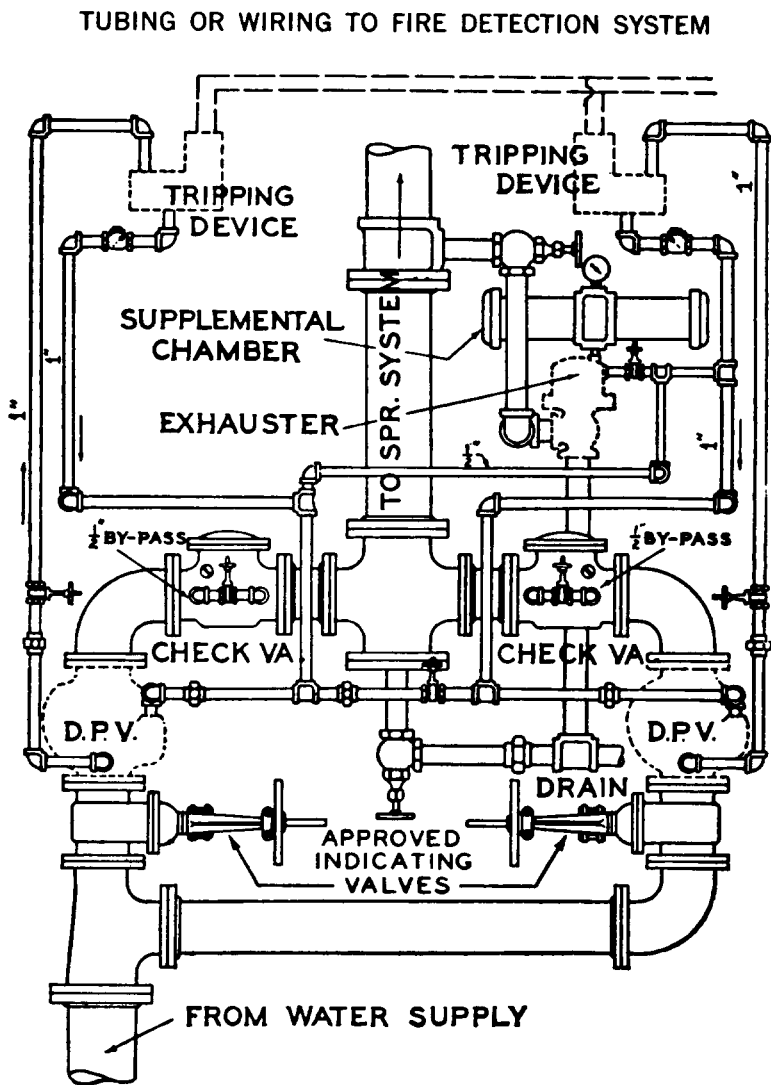 TUBING OR WIRING TO FIRE DETECTION SYSTEM
TRIPPING
DEVICE
TRIPPING
DEVICE
1"
1"
1"
1"
SUPPLEMENTAL
CHAMBER
TO SPR. SYSTEM
EXHAUSTER
1/2"
1/2" BY-PASS
1/2" BY-PASS
CHECK VA
CHECK VA
D.P.V.
D.P.V.
DRAIN
APPROVED
INDICATING
VALVES
FROM WATER SUPPLY